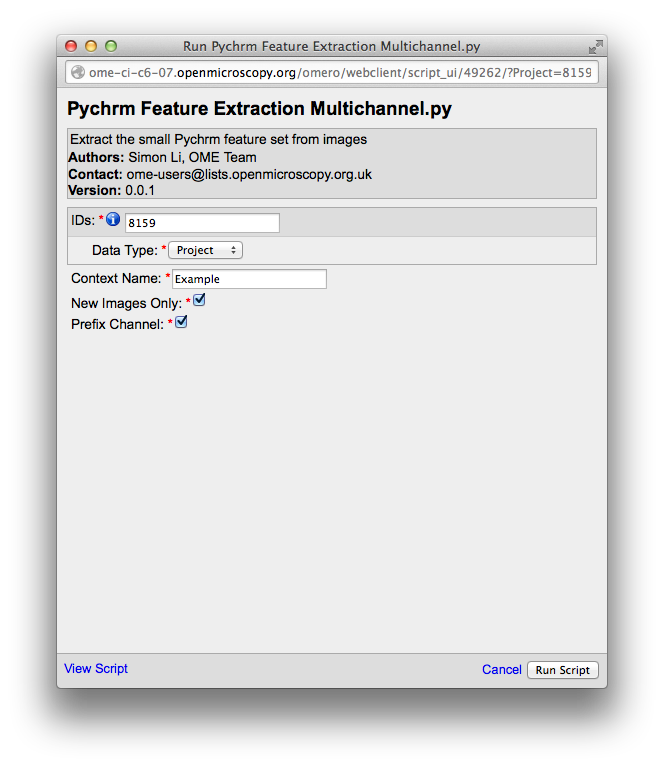 Run Pychrm Feature Extraction Multichannel.py
ome-ci-c6-07.openmicroscopy.org/omero/webclient/script_ui/49262/?Project=8159
Pychrm Feature Extraction Multichannel.py
Extract the small Pychrm feature set from images
Authors: Simon Li, OME Team
Contact: ome-users@lists.openmicroscopy.org.uk
Version: 0.0.1
IDs: * i 8159
Data Type: * Project
Context Name: * Example
New Images Only: *
Prefix Channel: *
View Script Cancel Run Script